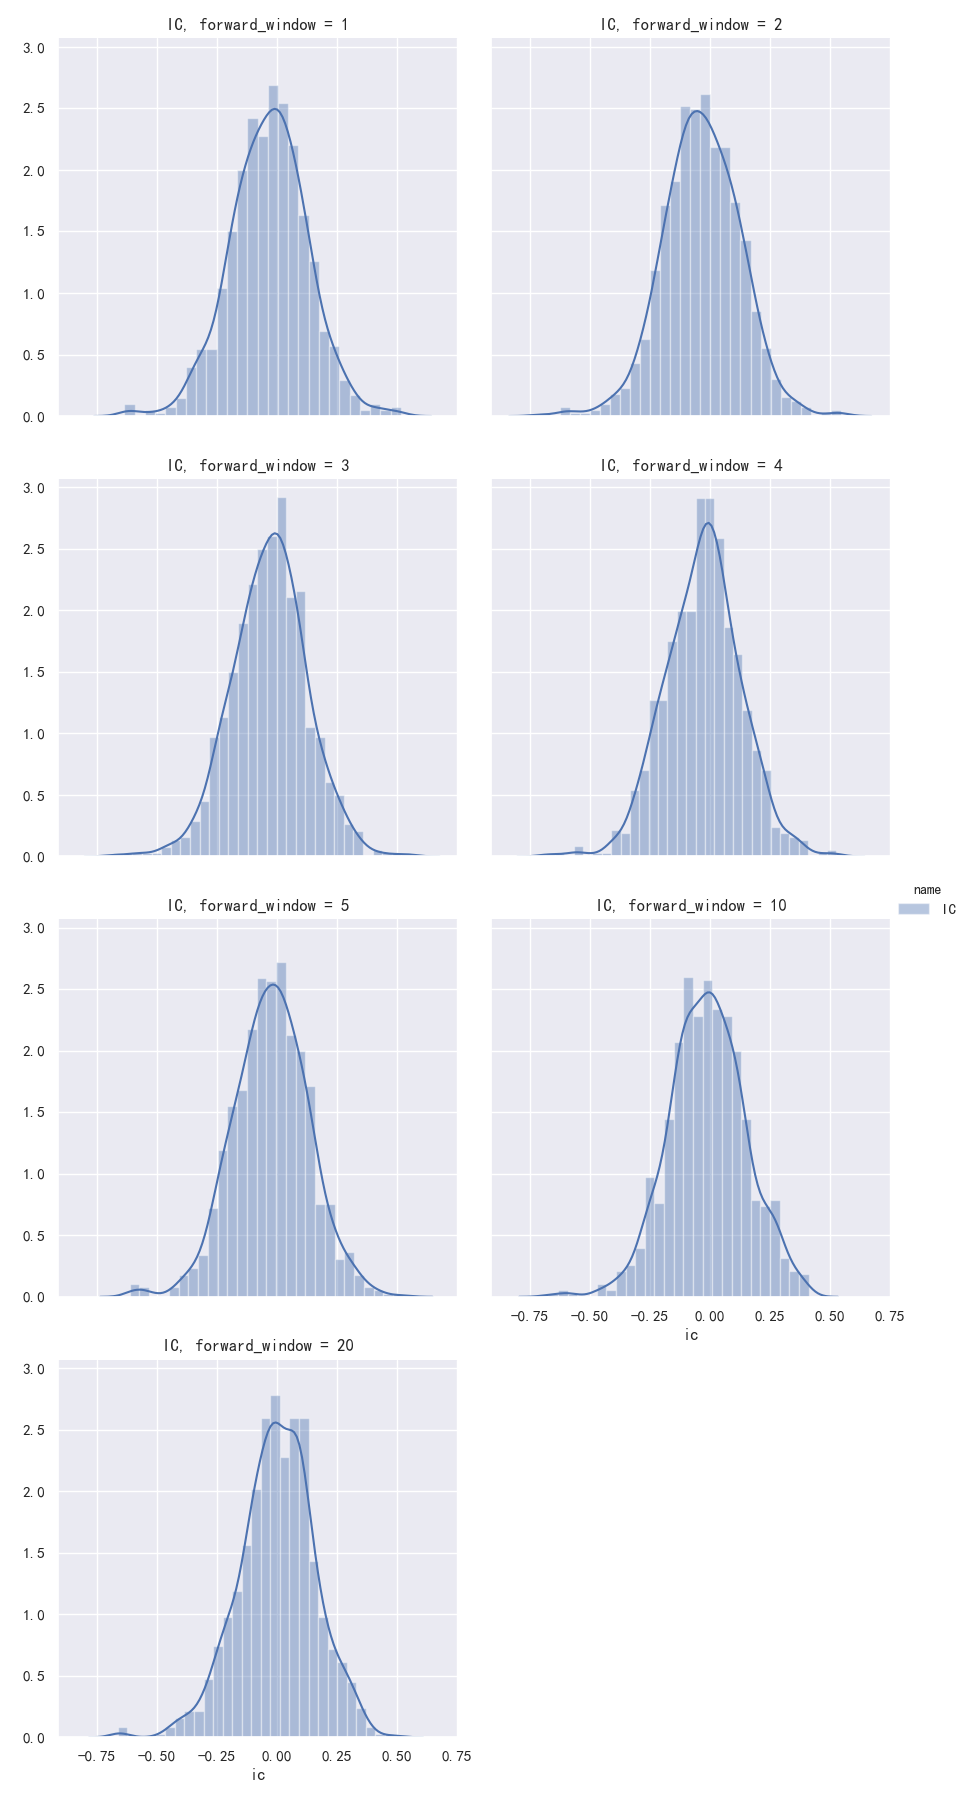 IC, forward_window = 1
IC, forward_window = 2
3.0
2.5
2.0
1.5
1.0
0.5
0.0
IC, forward_window = 3
IC, forward_window = 4
3.0
2.5
2.0
1.5
1.0
0.5
0.0
name
IC
IC, forward_window = 5
IC, forward_window = 10
3.0
2.5
2.0
1.5
1.0
0.5
0.0
-0.75 -0.50 -0.25 0.00 0.25 0.50 0.75
ic
IC, forward_window = 20
3.0
2.5
2.0
1.5
1.0
0.5
0.0
-0.75 -0.50 -0.25 0.00 0.25 0.50 0.75
ic